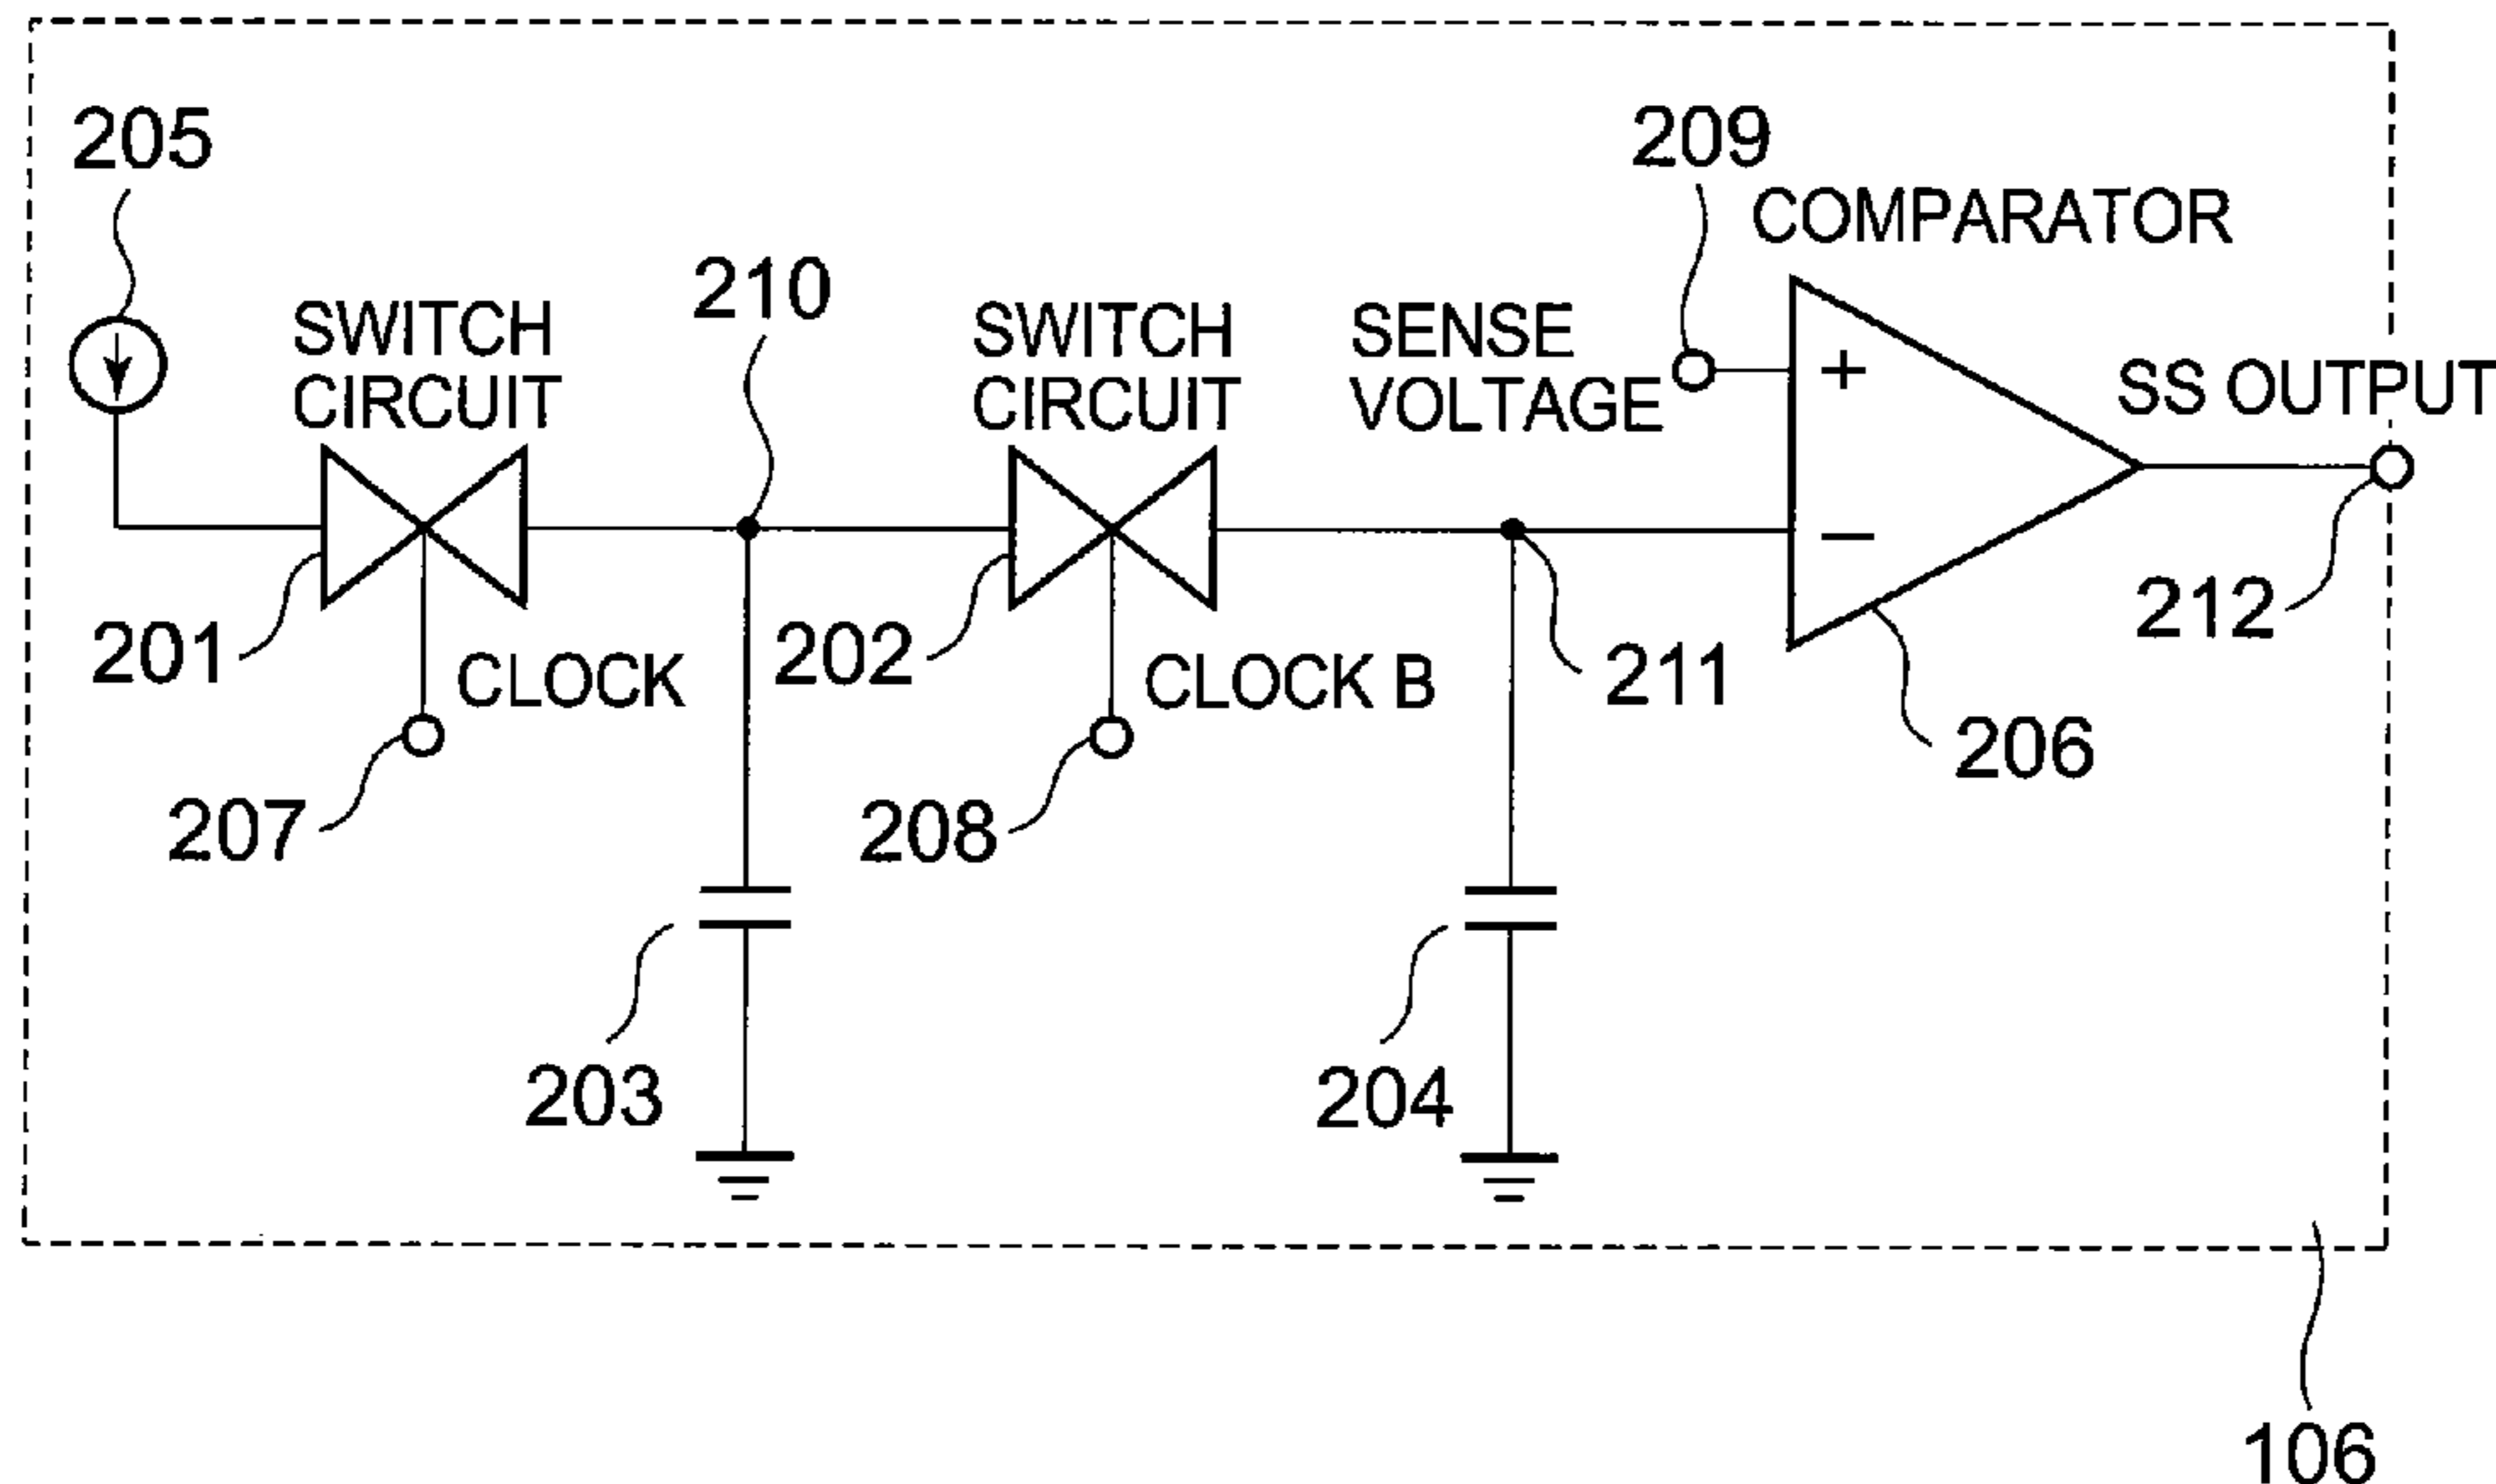 205
209
COMPARATOR
210
SWITCH
CIRCUIT
SWITCH
CIRCUIT
SENSE
VOLTAGE
+
SS OUTPUT
−
201
CLOCK
202
CLOCK B
211
212
206
207
208
203
204
106